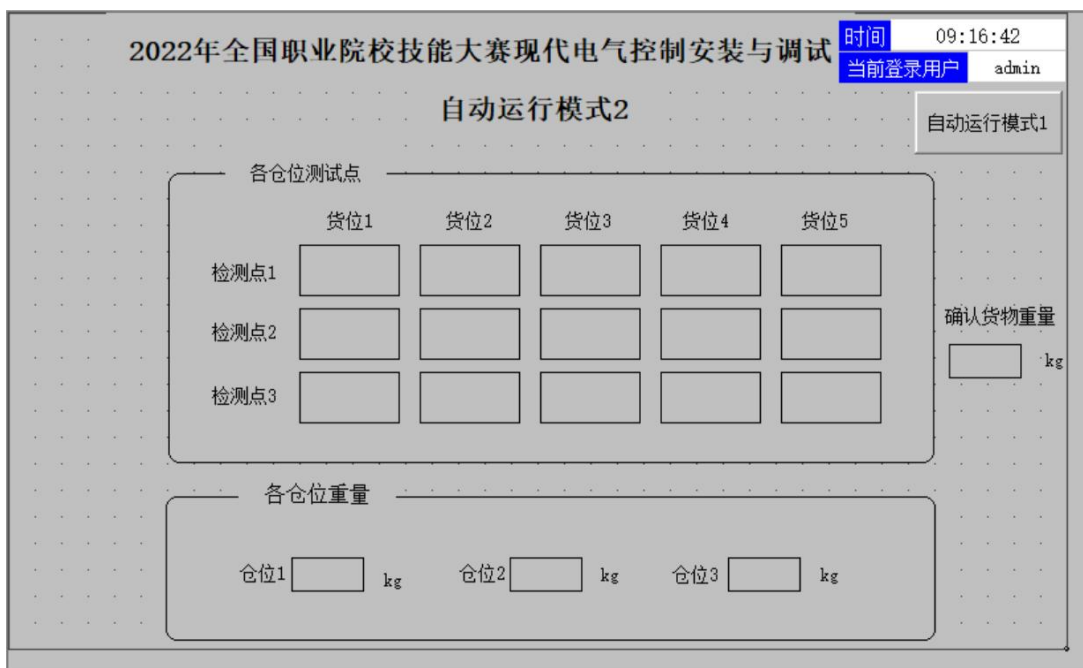 2022年全国职业院校技能大赛现代电气控制安装与调试
时间 09:16:42
当前登录用户 admin
自动运行模式2
自动运行模式1
各仓位测试点
货位1 货位2 货位3 货位4 货位5
检测点1
检测点2
检测点3
确认货物重量
kg
各仓位重量
仓位1 kg 仓位2 kg 仓位3 kg